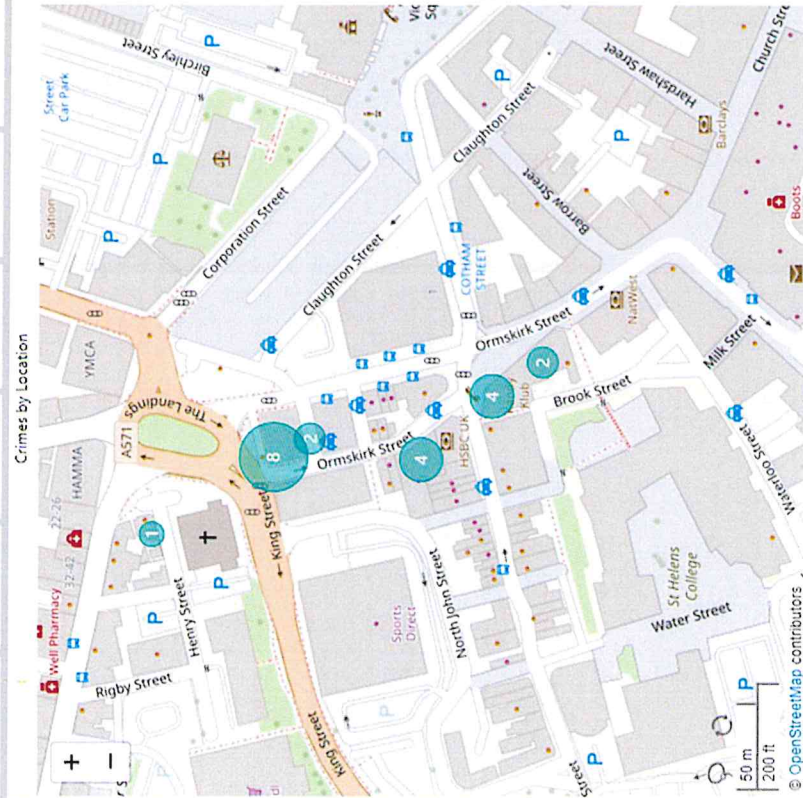 Crimes by Location
+
−
Well Pharmacy
32-42
22-26
HAMMA
YMCA
Station
Street
Car Park
P
P
P
Birchley Street
Vic
Sq
A571
The Landings
Corporation Street
Rigby Street
P
Henry Street
P
1
King Street
8
2
Claughton Street
Claughton Street
P
Hardshaw Street
Church Stre
Barrow Street
P
Barclays
Ormskirk Street
COTHAM
STREET
1
4
HSBC UK
4
Klub
2
Ormskirk Street
NatWest
Boots
Sports
Direct
North John Street
King Street
P
Brook Street
Milk Street
St Helens
College
Water Street
Waterloo Street
Street
P
P
50 m
200 ft
© OpenStreetMap contributors